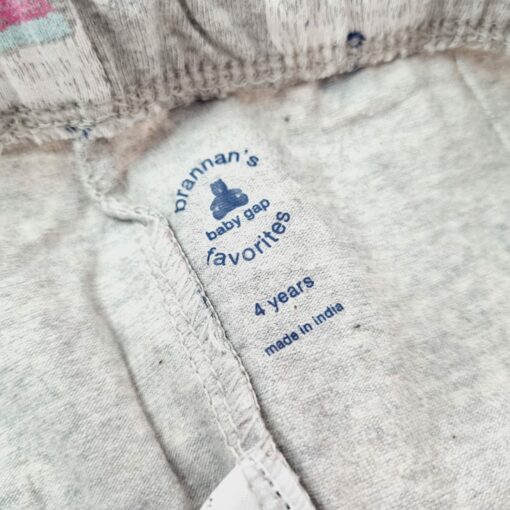 brannan's
baby gap
favorites
4 years
made in india